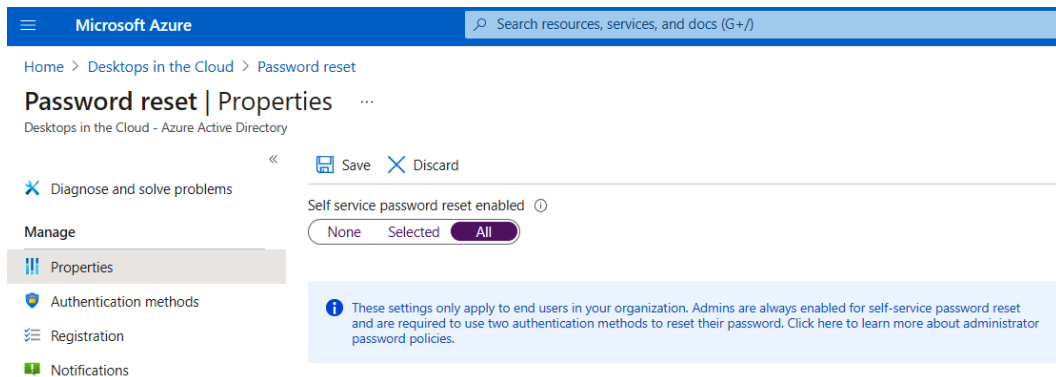 Microsoft Azure
Search resources, services, and docs (G+/)
Home > Desktops in the Cloud > Password reset
Password reset | Properties ...
Desktops in the Cloud - Azure Active Directory
«
Save Discard
Diagnose and solve problems
Self service password reset enabled
Manage
None Selected All
Properties
Authentication methods
These settings only apply to end users in your organization. Admins are always enabled for self-service password reset
and are required to use two authentication methods to reset their password. Click here to learn more about administrator
password policies.
Registration
Notifications